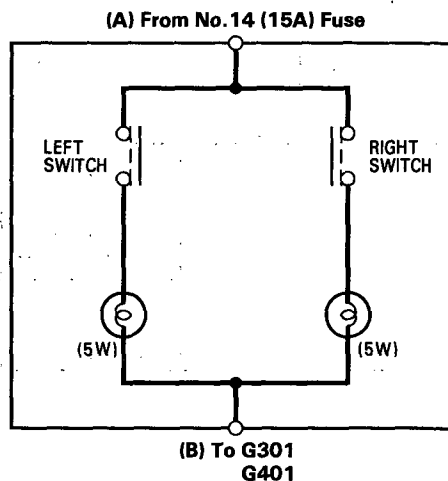 (A) From No.14 (15A) Fuse
LEFT
SWITCH
RIGHT
SWITCH
(5W)
(5W)
(B) To G301
G401